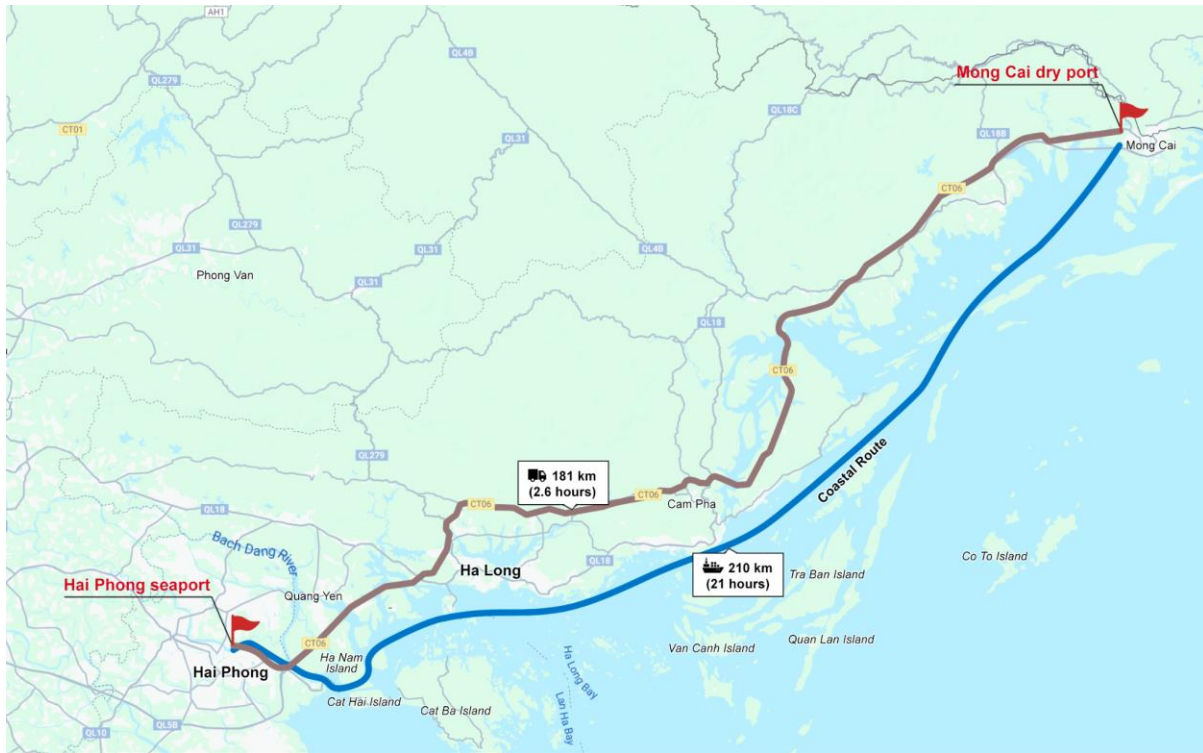 AH1
QL4B
QL279
Mong Cai dry port
QL18C
CT01
QL31
QL18B
Mong Cai
CT06
QL279
QL31
QL31
QL4B
Phong Van
QL18
CT06
Coastal Route
QL279
181 km
(2.6 hours)
CT06
CT06
Cam Pha
QL18
Bach Dang River
QL18
Ha Long
210 km
(21 hours)
Co To Island
Tra Ban Island
Hai Phong seaport
Quang Yen
Quan Lan Island
CT06
Van Canh Island
Ha Nam
Island
Hai Phong
Ha Long Bay
Cat Hai Island
Cat Ba Island
Lan Ha Bay
QL10
QL5B